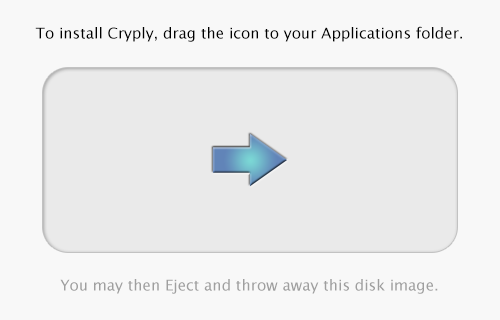 To install Cryply, drag the icon to your Applications folder.
You may then Eject and throw away this disk image.